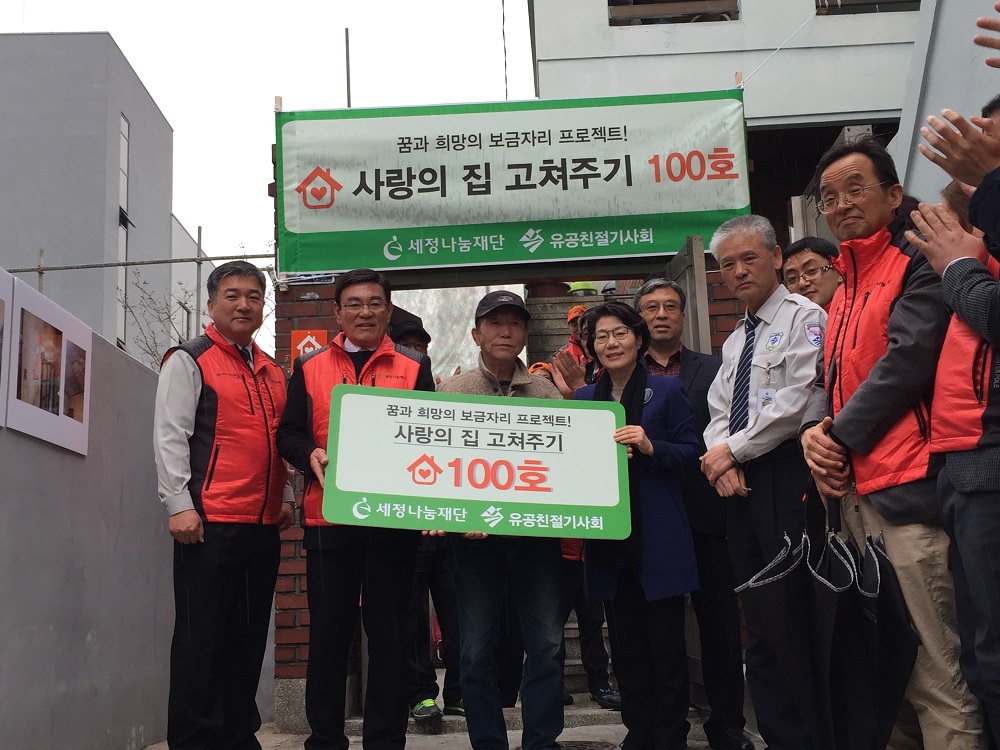 꿈과 희망의 보금자리 프로젝트!
사랑의 집 고쳐주기 100호
세정나눔재단 유공친절기사회
꿈과 희망의 보금자리 프로젝트!
사랑의 집 고쳐주기
100호
세정나눔재단 유공친절기사회